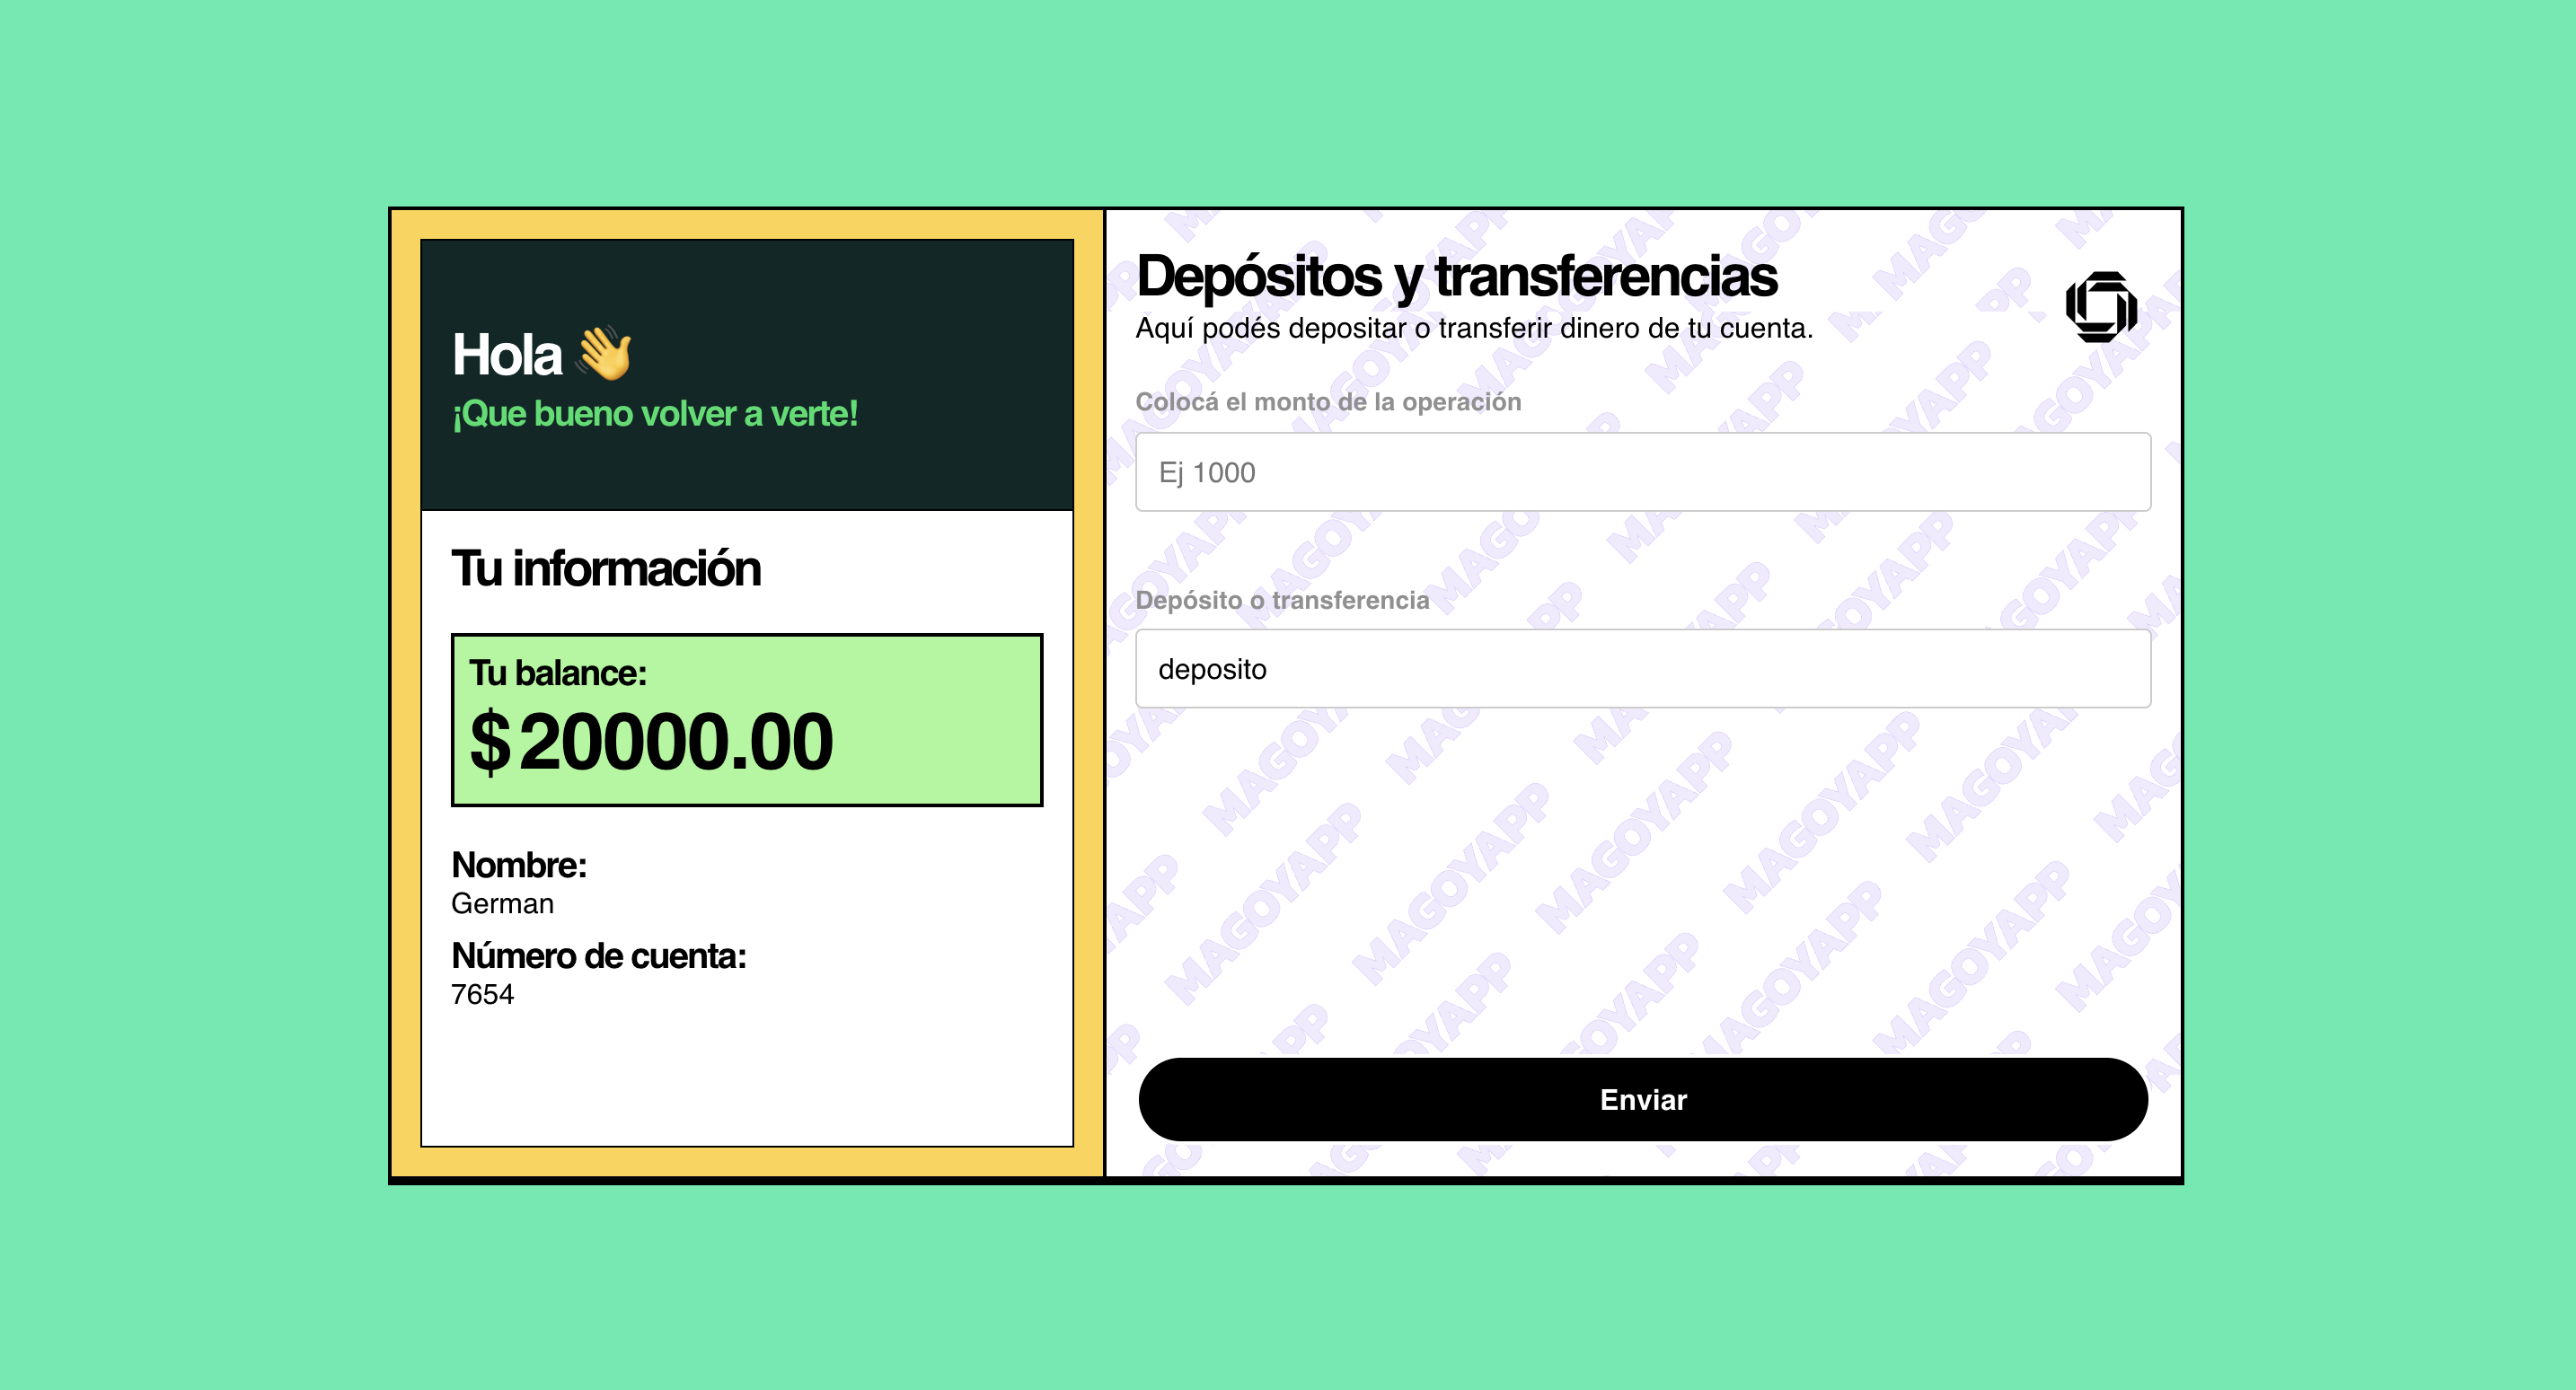 Hola 👋
¡Que bueno volver a verte!
Tu información
Tu balance:
$20000.00
Nombre:
German
Número de cuenta:
7654
Depósitos y transferencias
Aquí podés depositar o transferir dinero de tu cuenta.
Colocá el monto de la operación
Ej 1000
Depósito o transferencia
deposito
Enviar
MAGOYAPP